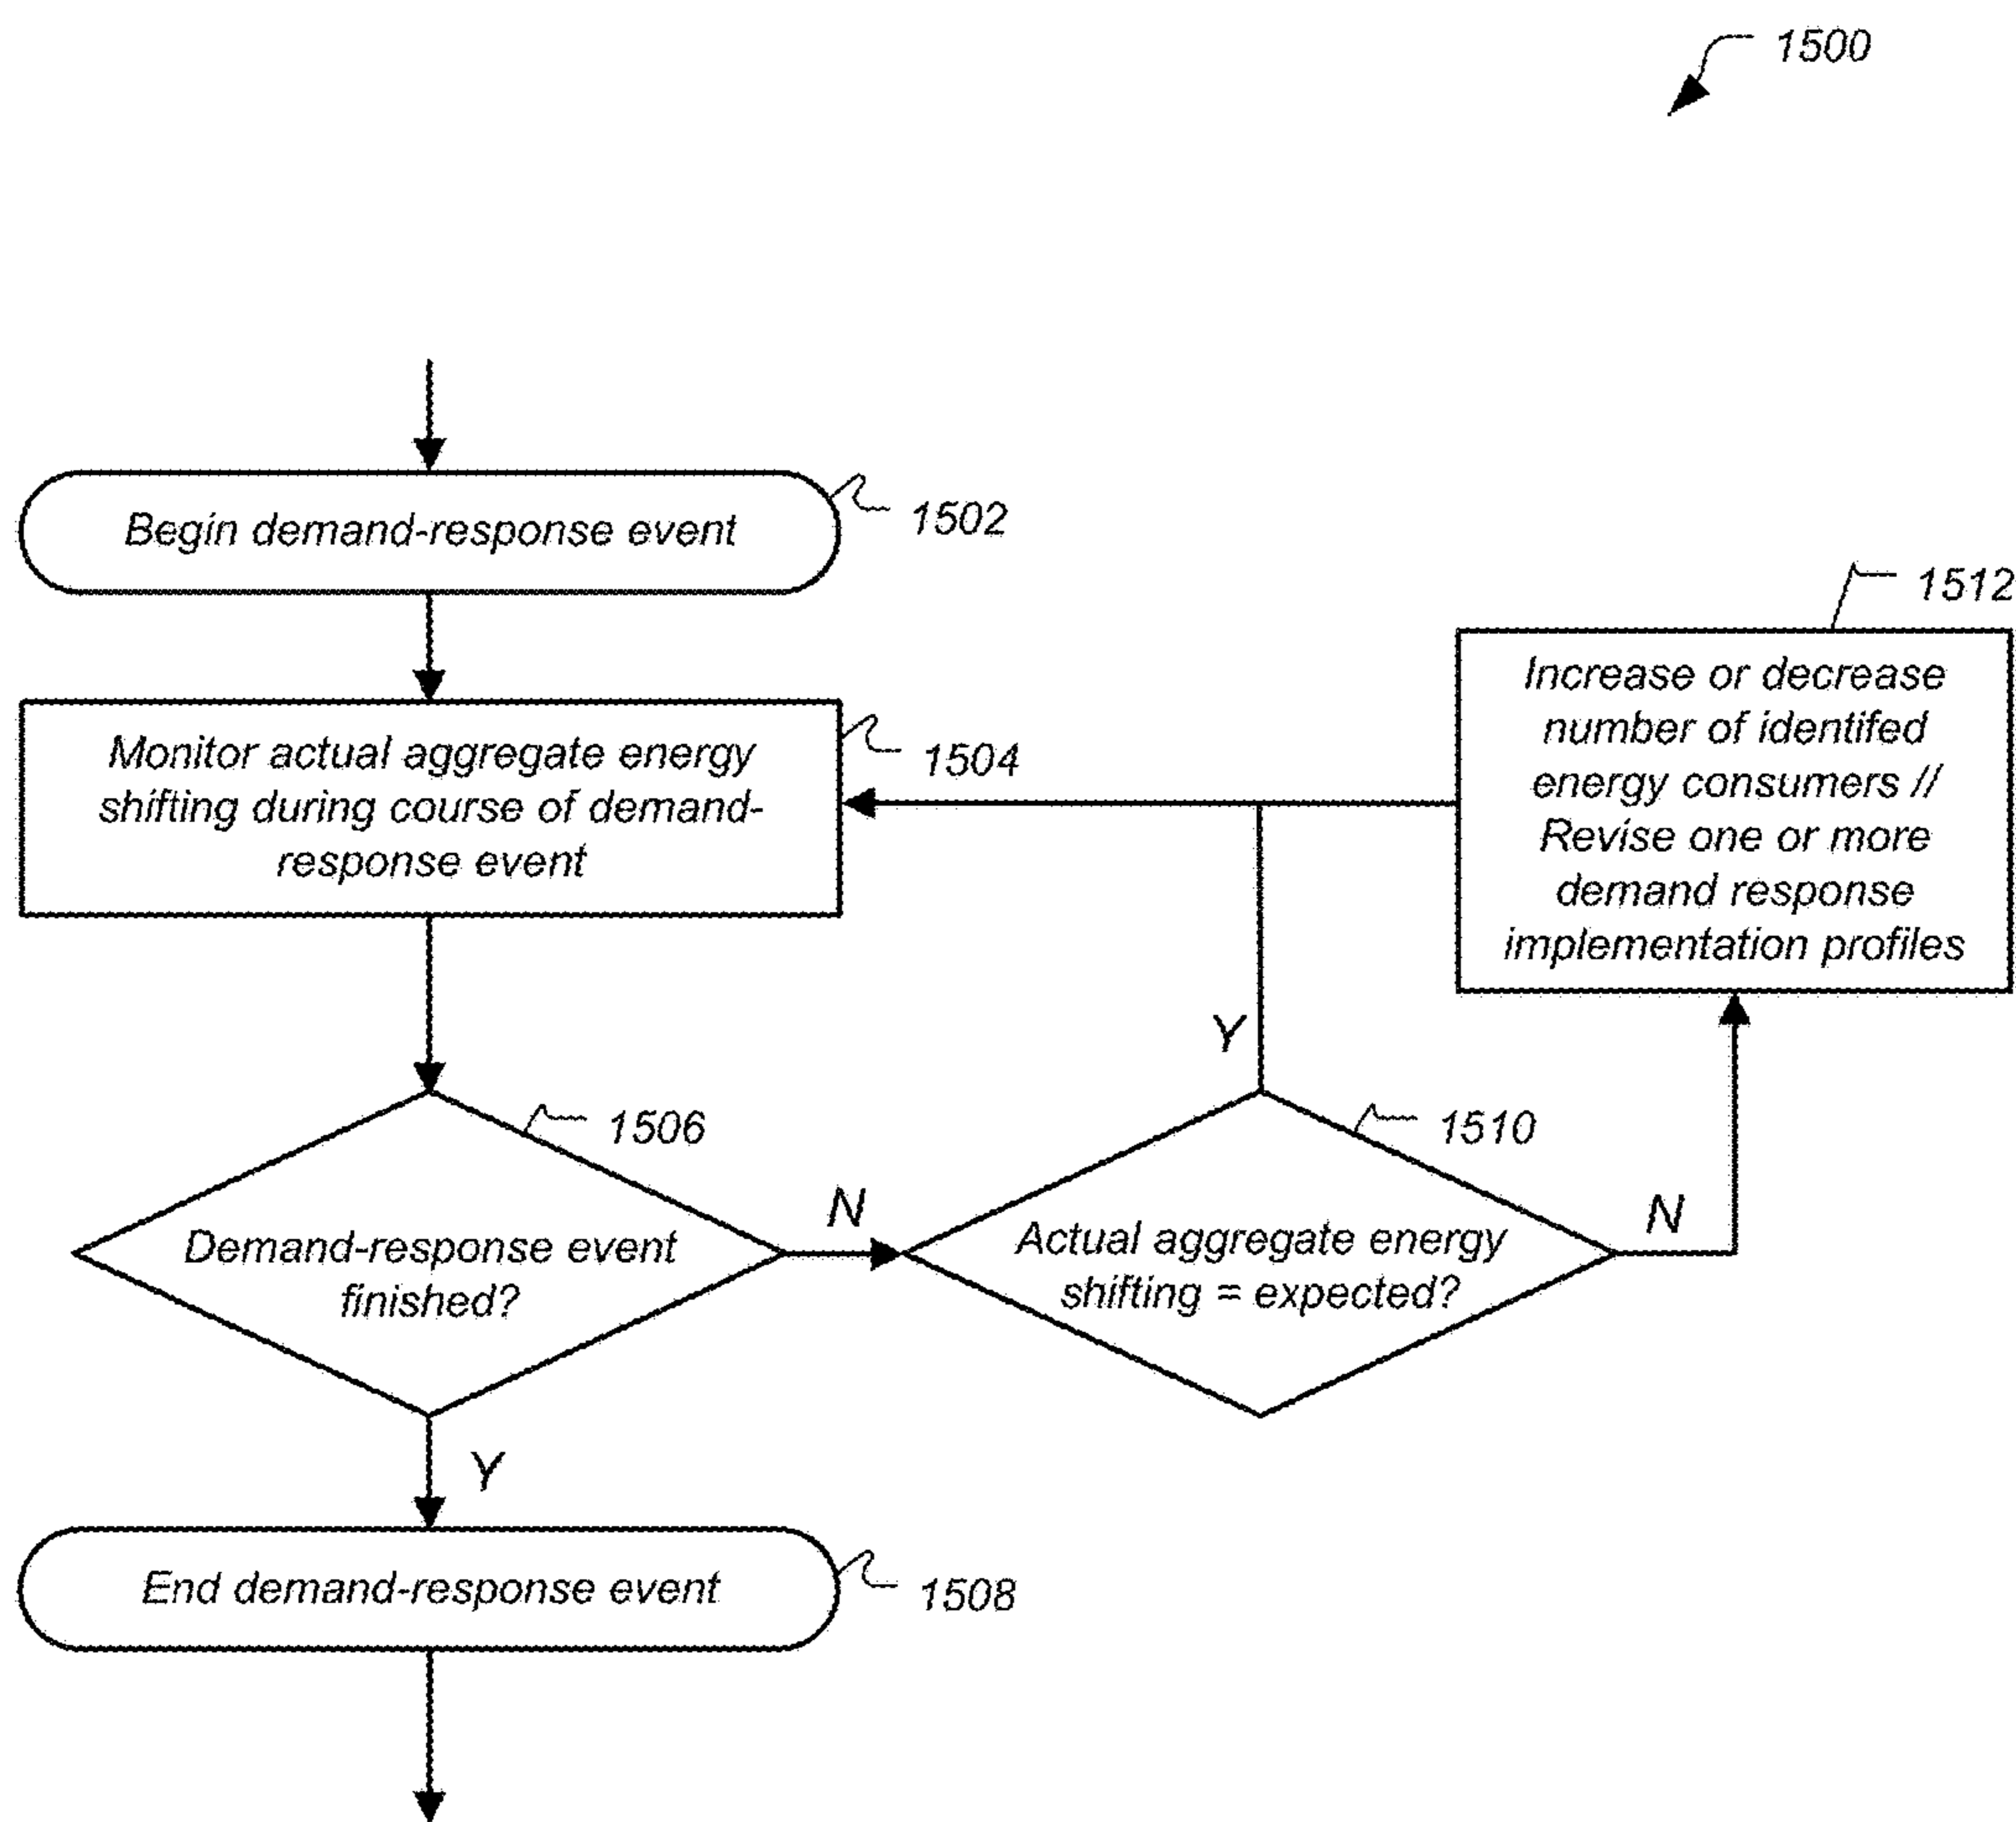 1500
Begin demand-response event
1502
1512
Increase or decrease
number of identifed
energy consumers //
Revise one or more
demand response
implementation profiles
Monitor actual aggregate energy
shifting during course of demand-
response event
1504
Y
1506
1510
N
N
Demand-response event
finished?
Actual aggregate energy
shifting = expected?
Y
End demand-response event
1508